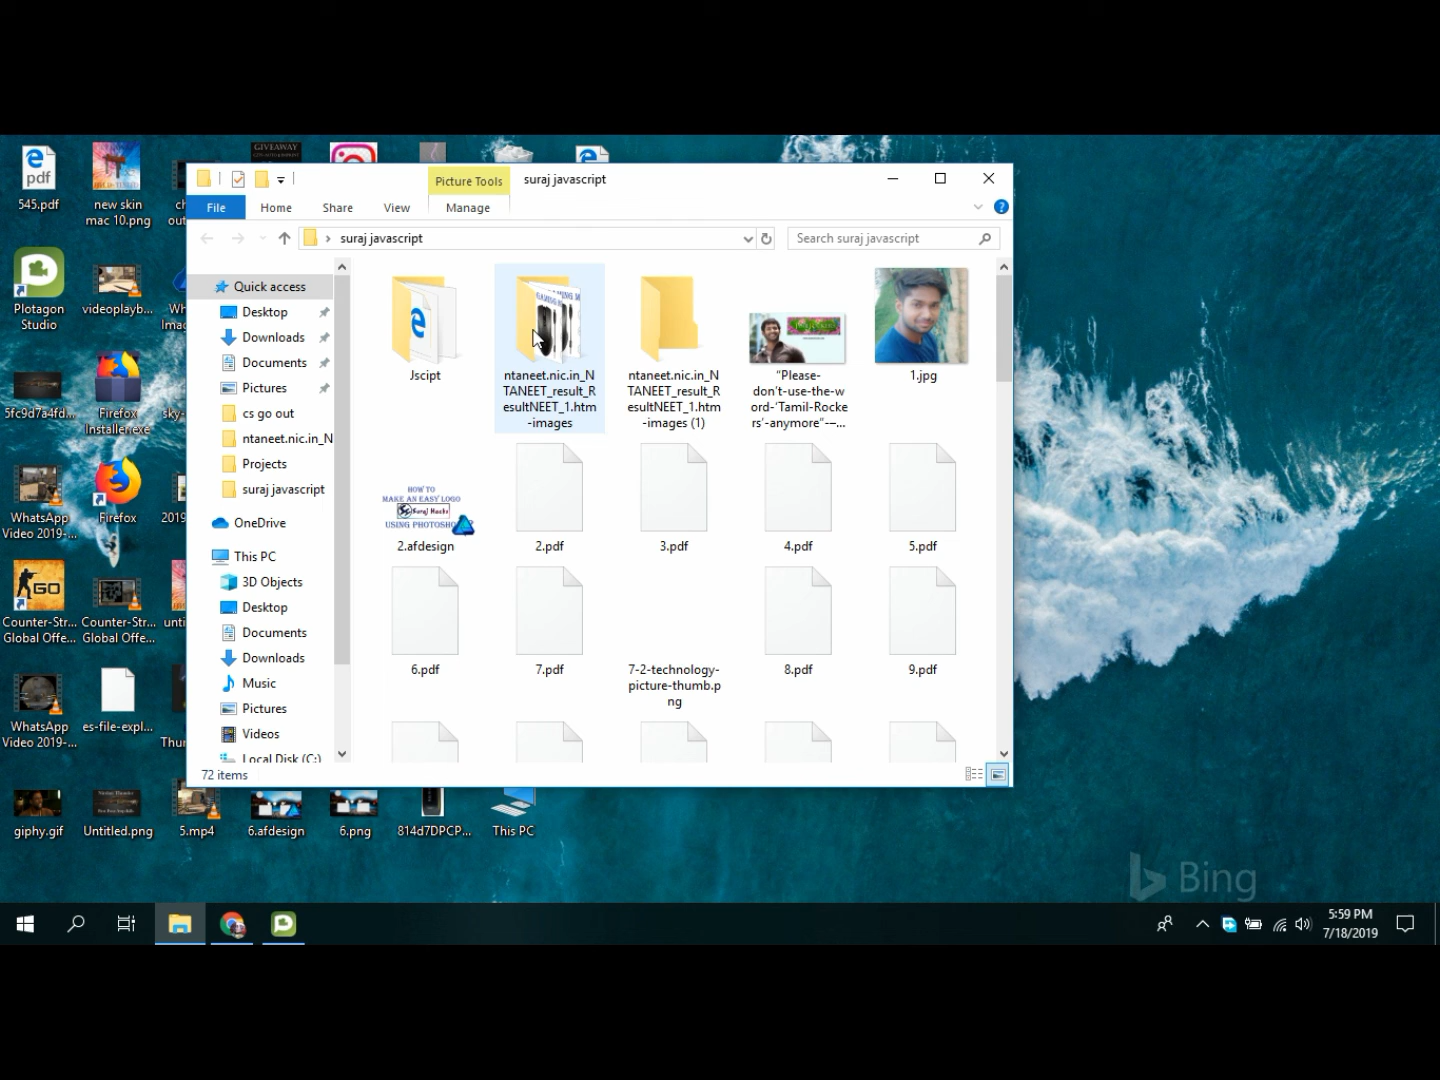 545.pdf
new skin
mac 10.png
GIVEAWAY
Plotagon
Studio
videoplayb...
5fc9d7a4fd...
Firefox
Installer.exe
sky-
WhatsApp
Video 2019-...
Firefox
2019
GO
Counter-Str...
Global Offe...
Counter-Str...
Global Offe...
unti
WhatsApp
Video 2019-...
es-file-expl...
Thur
giphy.gif
Untitled.png
5.mp4
6.afdesign
6.png
814d7DPCP...
This PC
Picture Tools
suraj javascript
File
Home
Share
View
Manage
suraj javascript
Search suraj javascript
Quick access
Desktop
Downloads
Documents
Pictures
cs go out
ntaneet.nic.in_N
Projects
suraj javascript
OneDrive
This PC
3D Objects
Desktop
Documents
Downloads
Music
Pictures
Videos
Local Disk (C:)
Jscipt
ntaneet.nic.in_N
TANEET_result_R
esultNEET_1.htm
-images
ntaneet.nic.in_N
TANEET_result_R
esultNEET_1.htm
-images (1)
“Please-
don’t-use-the-w
ord-‘Tamil-Rocke
rs’-anymore”-–...
1.jpg
HOW TO
MAKE AN EASY LOGO
Suraj Hacks
USING PHOTOSHO
2.afdesign
2.pdf
3.pdf
4.pdf
5.pdf
6.pdf
7.pdf
7-2-technology-
picture-thumb.p
ng
8.pdf
9.pdf
72 items
Bing
5:59 PM
7/18/2019